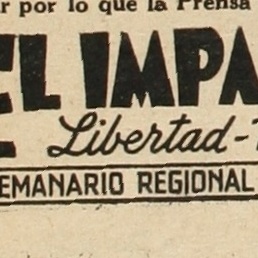 r por lo que la Prensa
EL IMPA
Libertad-
EMANARIO REGIONAL